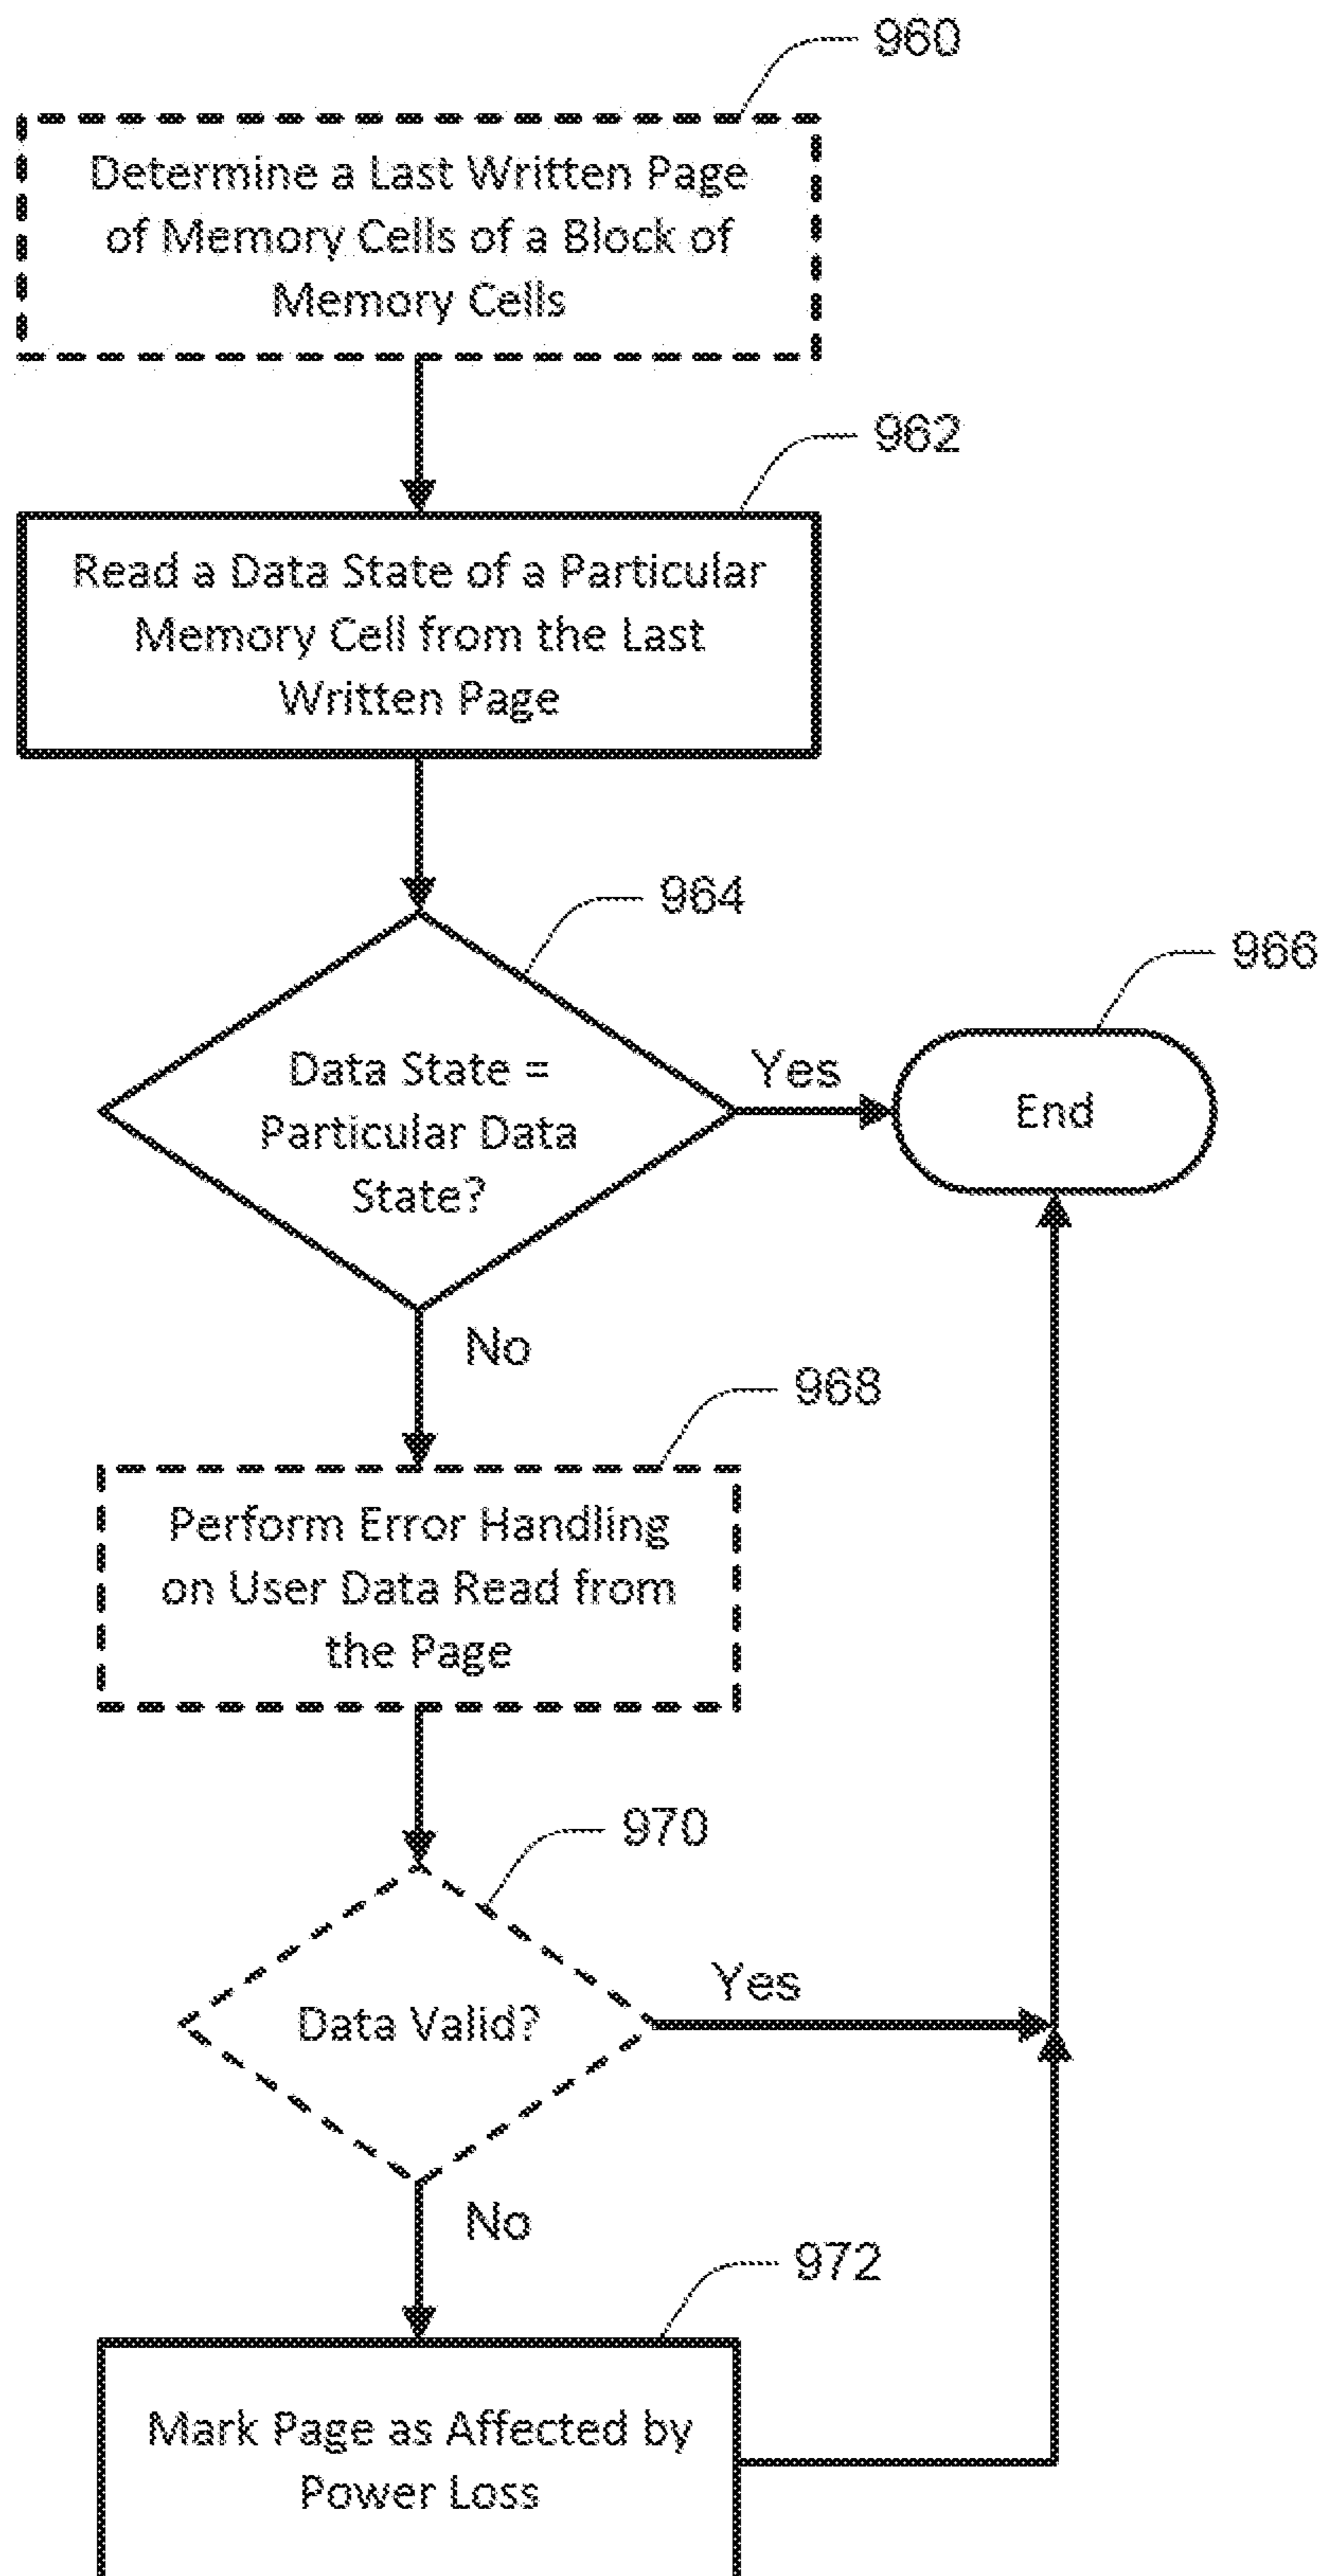 960
Determine a Last Written Page
of Memory Cells of a Block of
Memory Cells
962
Read a Data State of a Particular
Memory Cell from the Last
Written Page
964
966
Data State =
Particular Data
State?
Yes
End
No
968
Perform Error Handling
on User Data Read from
the Page
970
Data Valid?
Yes
No
972
Mark Page as Affected by
Power Loss